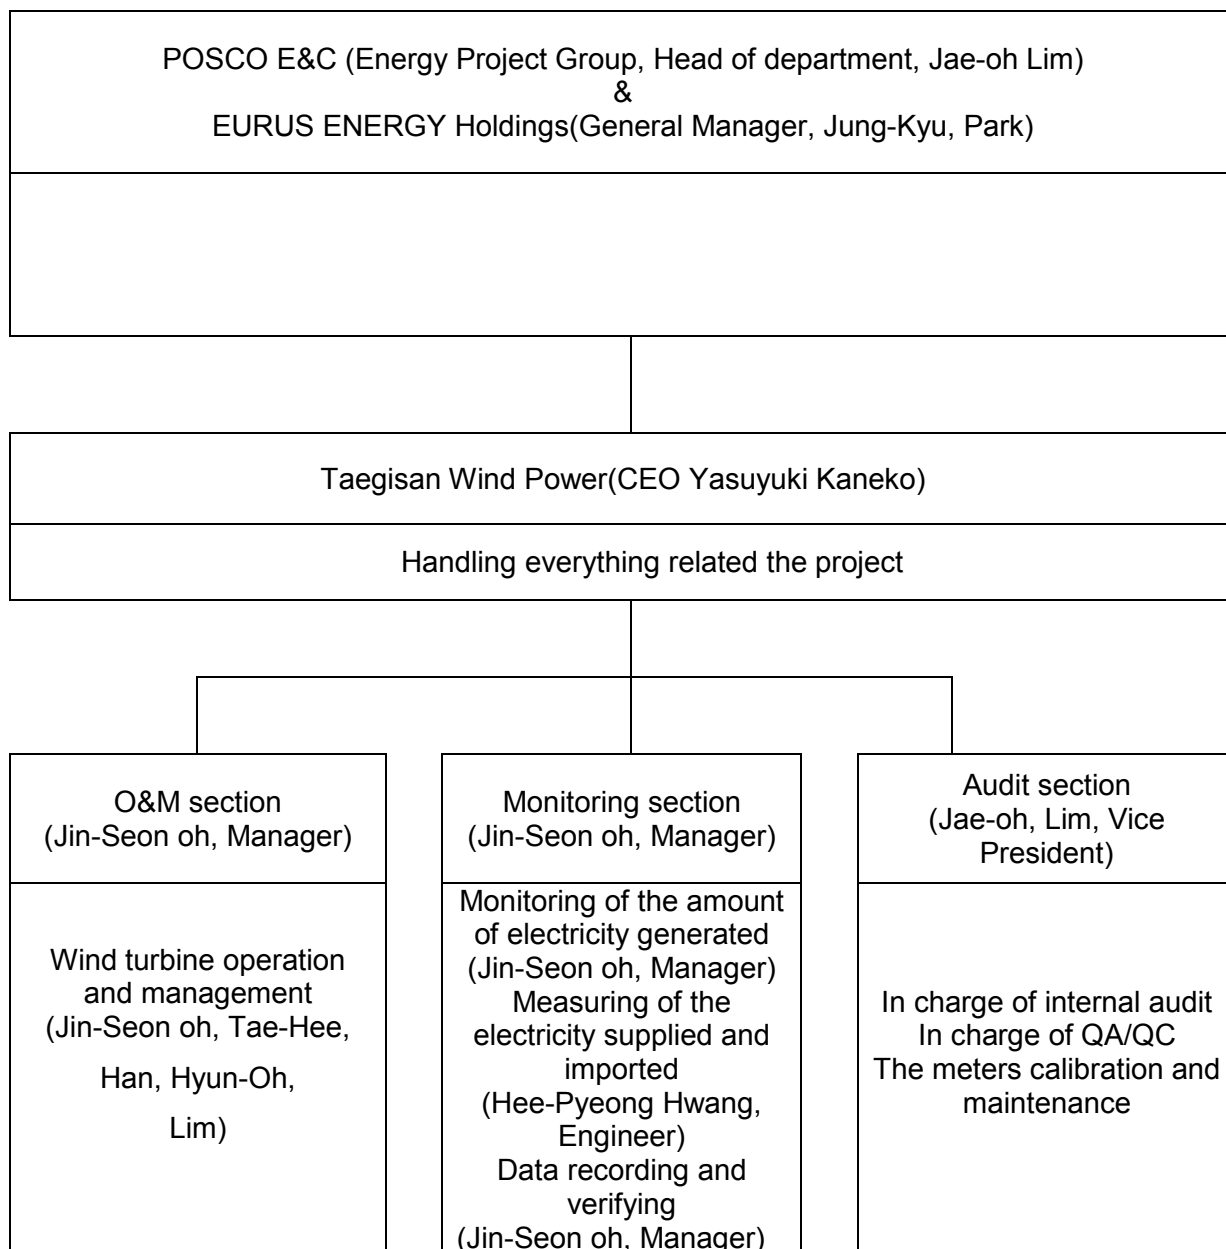 POSCO E&C (Energy Project Group, Head of department, Jae-oh Lim)
&
EURUS ENERGY Holdings(General Manager, Jung-Kyu, Park)
Taegisan Wind Power(CEO Yasuyuki Kaneko)
Handling everything related the project
O&M section
(Jin-Seon oh, Manager)
Wind turbine operation
and management
(Jin-Seon oh, Tae-Hee,
Han, Hyun-Oh,
Lim)
Monitoring section
(Jin-Seon oh, Manager)
Monitoring of the amount
of electricity generated
(Jin-Seon oh, Manager)
Measuring of the
electricity supplied and
imported
(Hee-Pyeong Hwang,
Engineer)
Data recording and
verifying
(Jin-Seon oh, Manager)
Audit section
(Jae-oh, Lim, Vice
President)
In charge of internal audit
In charge of QA/QC
The meters calibration and
maintenance